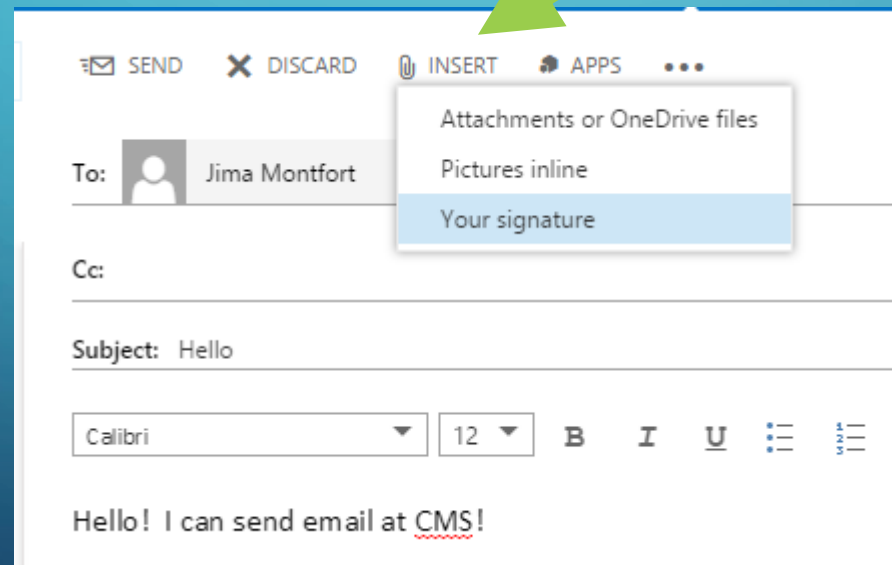 SEND DISCARD INSERT APPS •••
Attachments or OneDrive files
To: Jima Montfort
Pictures inline
Your signature
Cc:
Subject: Hello
Calibri 12 B I U
Hello! I can send email at CMS!